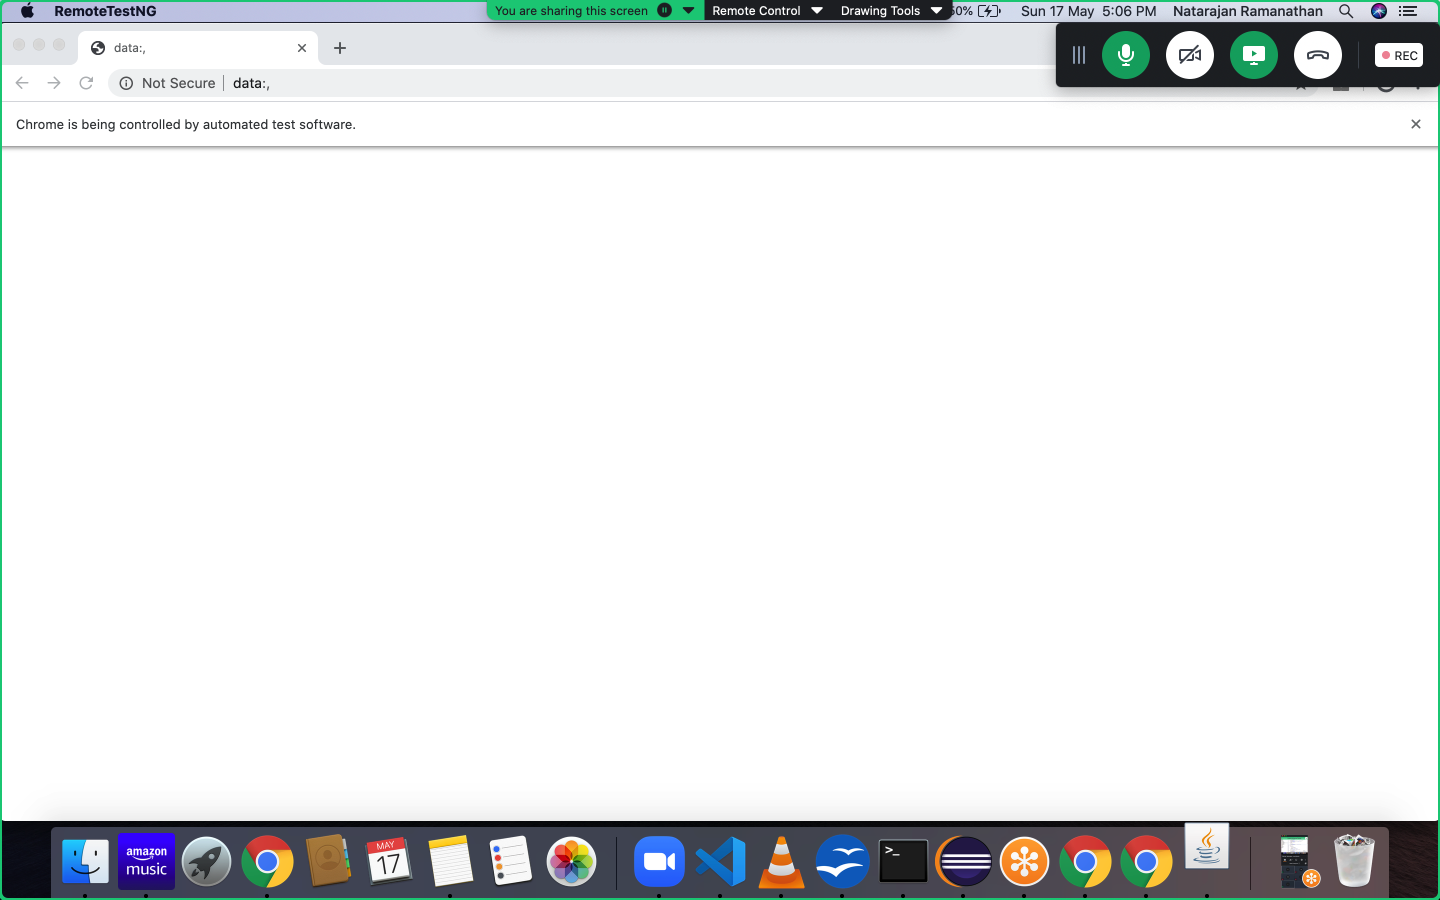 RemoteTestNG
You are sharing this screen
Remote Control
Drawing Tools
50%
Sun 17 May 5:06 PM
Natarajan Ramanathan
data:,
REC
Not Secure
data:,
Chrome is being controlled by automated test software.
amazon
music
MAY
17
>_